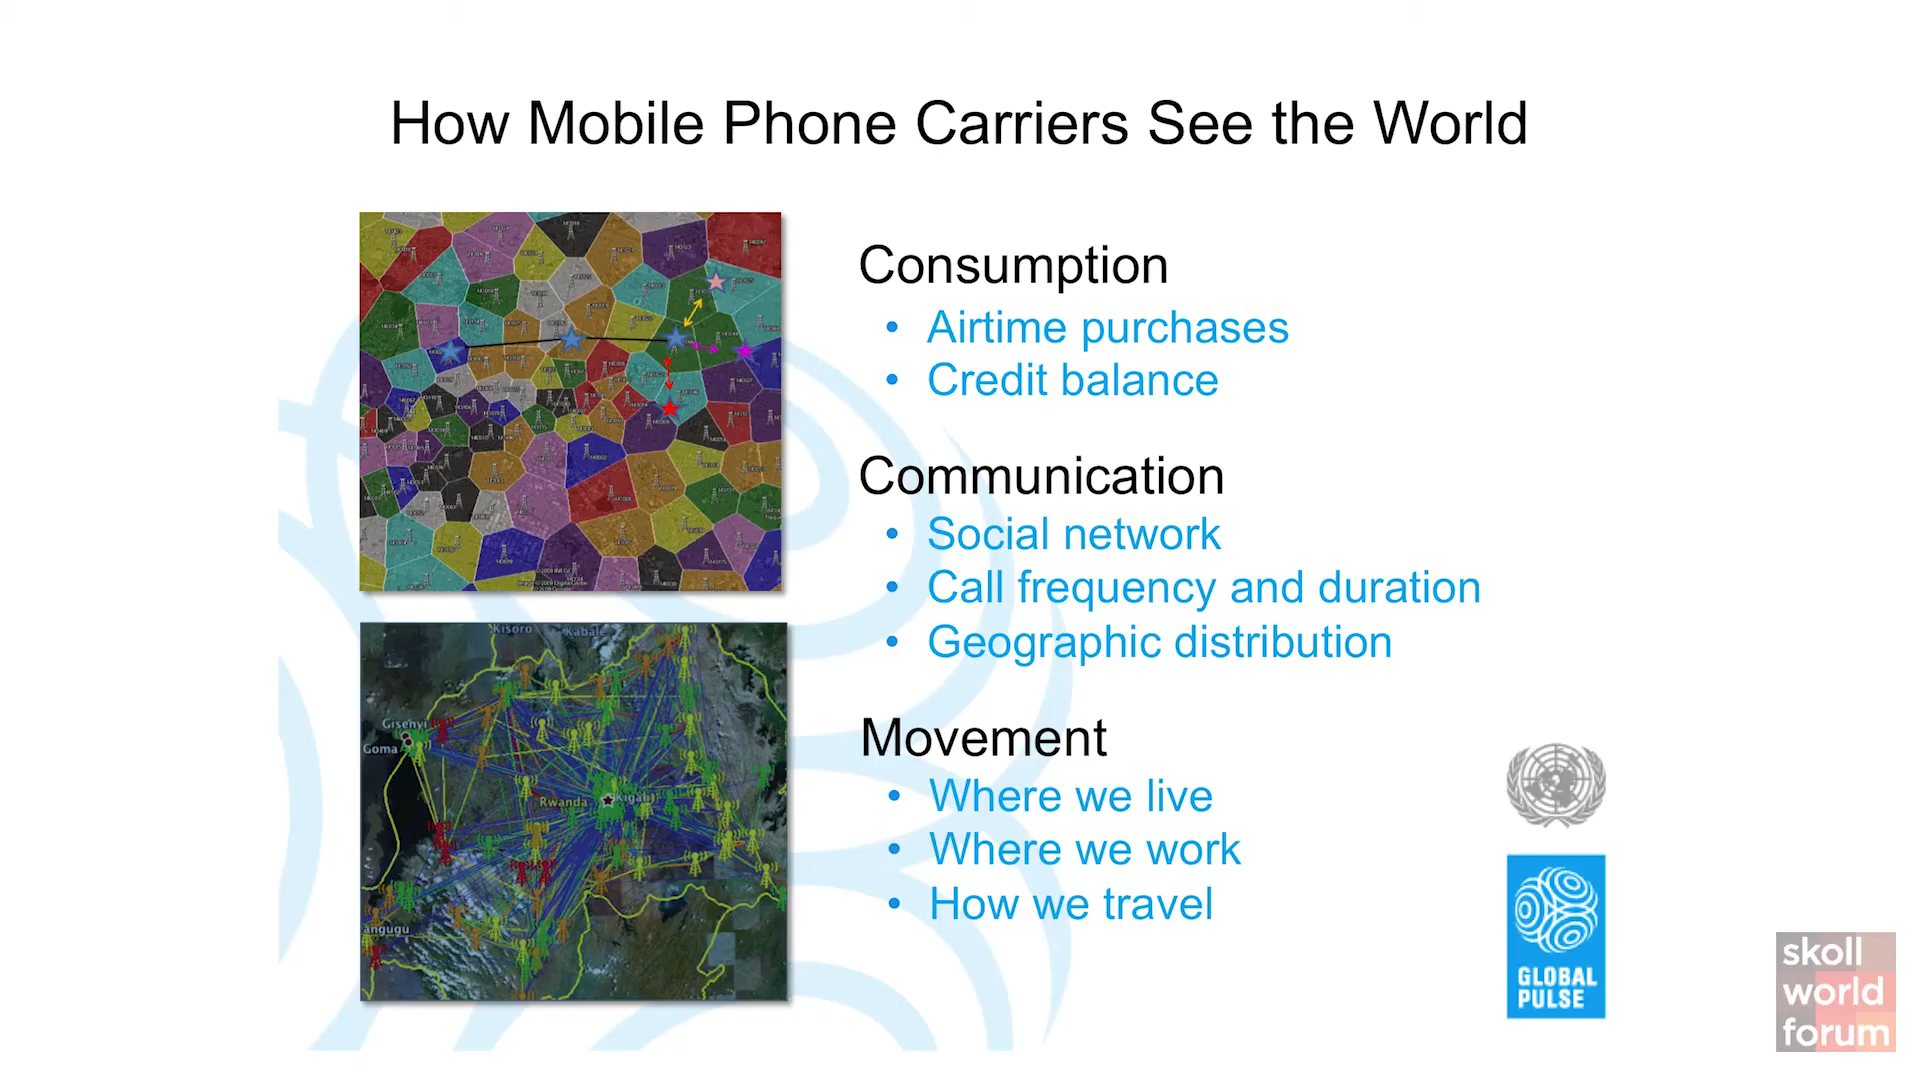 How Mobile Phone Carriers See the World
Consumption
• Airtime purchases
• Credit balance
Communication
• Social network
• Call frequency and duration
• Geographic distribution
Movement
• Where we live
• Where we work
• How we travel
Kisoro
Kabale
Gisenyi
Goma
Rwanda
Kigali
angugu
GLOBAL
PULSE
skoll
world
forum